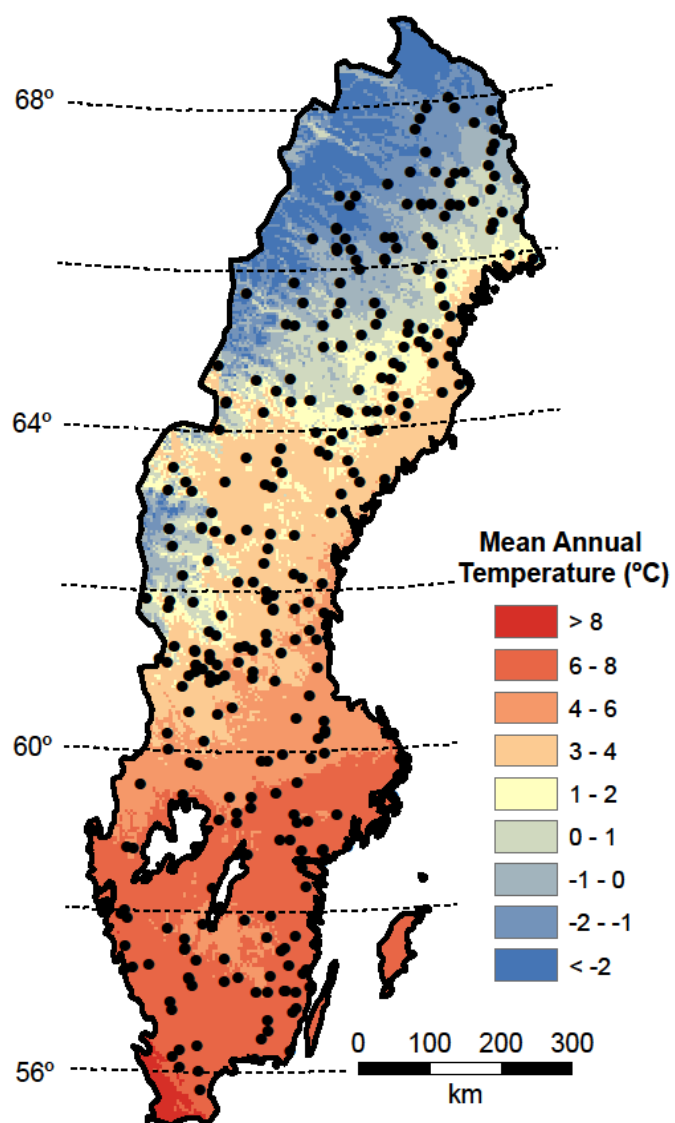 68º
64º
Mean Annual
Temperature (ºC)
> 8
6 - 8
4 - 6
60º
3 - 4
1 - 2
0 - 1
-1 - 0
-2 - -1
< -2
0 100 200 300
56º
km